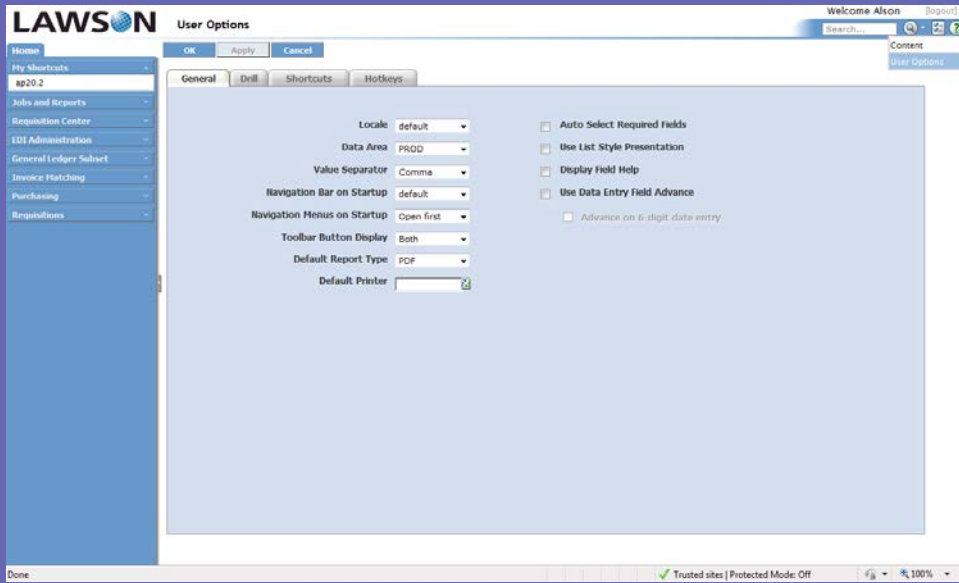 Welcome Alson [logout]
LAWSON
User Options
Search...
Content
User Options
Home
OK Apply Cancel
My Shortcuts
ap20.2
Jobs and Reports
Requisition Center
EDI Administration
General Ledger Subset
Invoice Matching
Purchasing
Requisitions
General Drill Shortcuts Hotkeys
Locale default
Data Area PROD
Value Separator Comma
Navigation Bar on Startup default
Navigation Menus on Startup Open first
Toolbar Button Display Both
Default Report Type PDF
Default Printer
Auto Select Required Fields
Use List Style Presentation
Display Field Help
Use Data Entry Field Advance
Advance on 6-digit date entry
Done
Trusted sites | Protected Mode: Off
100%